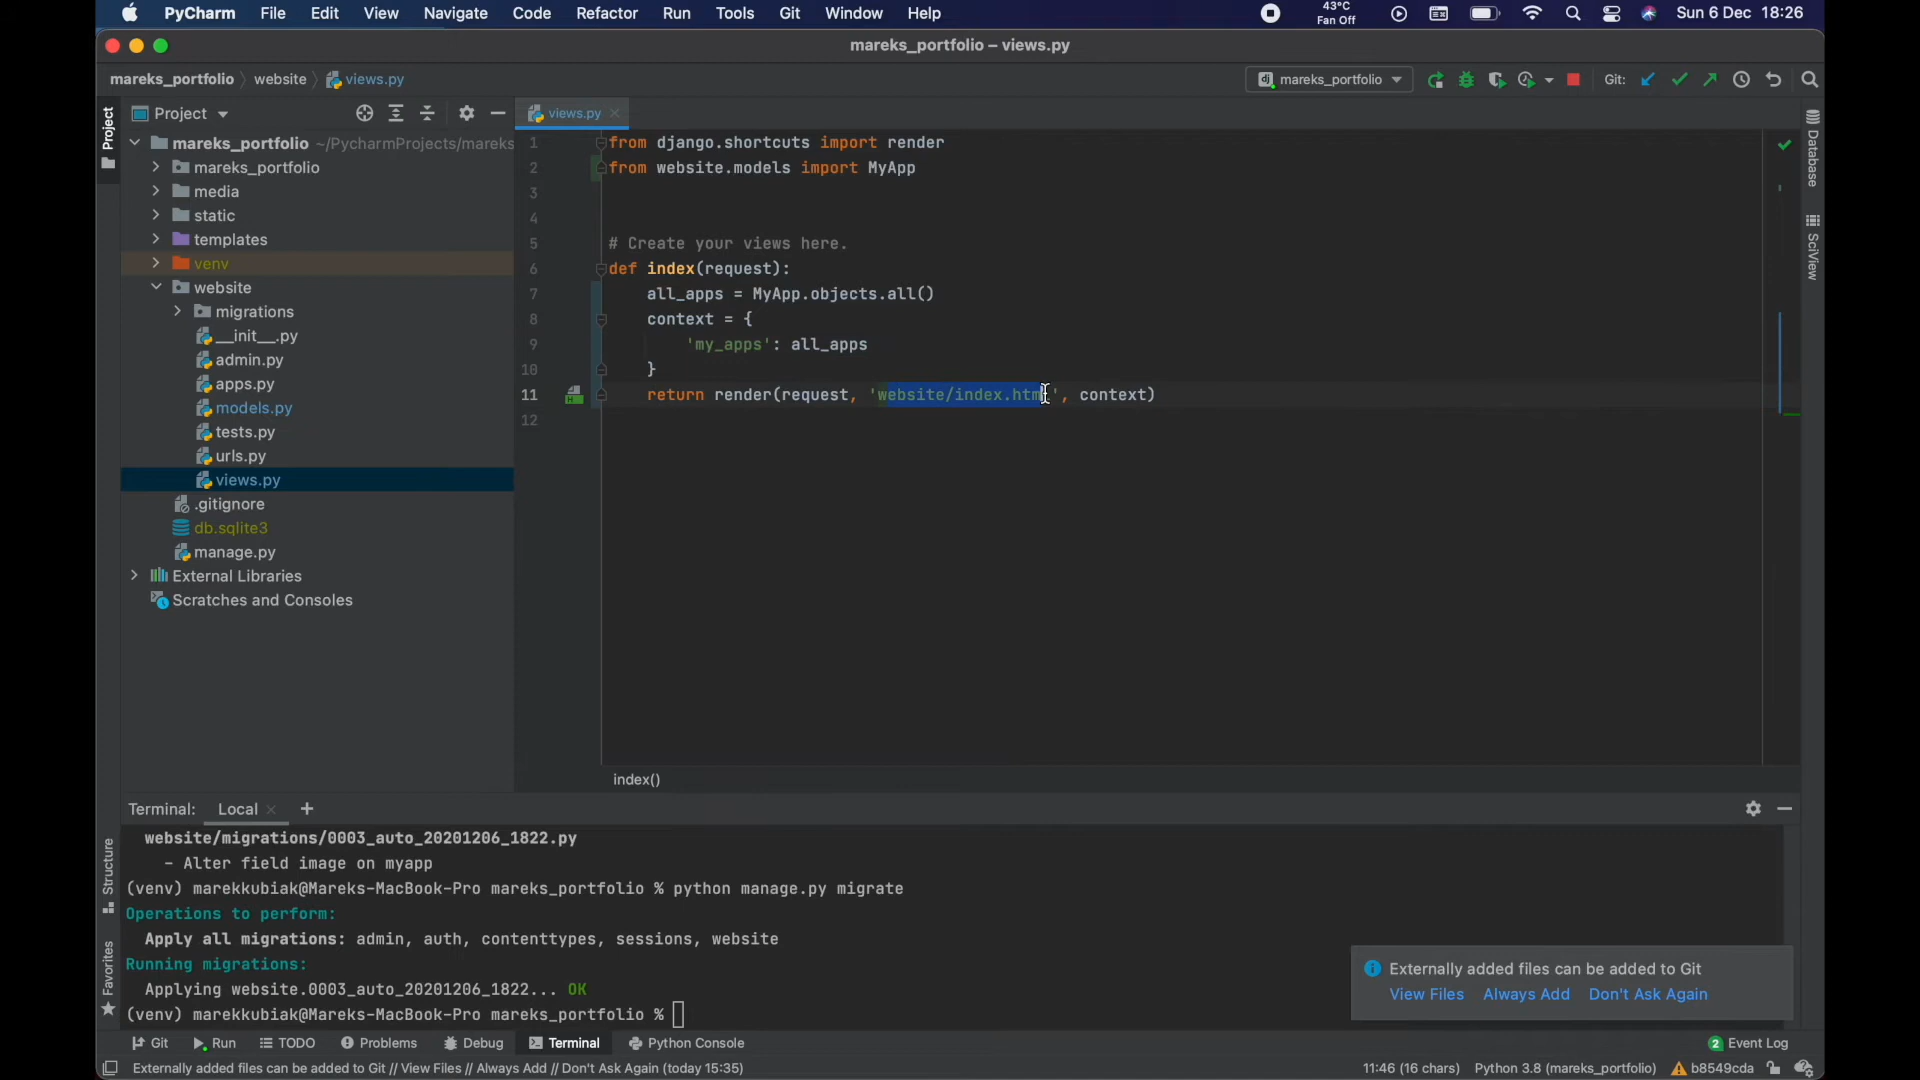 PyCharm File Edit View Navigate Code Refactor Run Tools Git Window Help
43°C
Fan Off
Sun 6 Dec 18:26
mareks_portfolio – views.py
mareks_portfolio website views.py
mareks_portfolio
Git:
Project
Project
views.py
mareks_portfolio ~/PycharmProjects/mareks
mareks_portfolio
media
static
templates
venv
website
migrations
__init__.py
admin.py
apps.py
models.py
tests.py
urls.py
views.py
.gitignore
db.sqlite3
manage.py
External Libraries
Scratches and Consoles
1 from django.shortcuts import render
2 from website.models import MyApp
3
4
5 # Create your views here.
6 def index(request):
7 all_apps = MyApp.objects.all()
8 context = {
9 'my_apps': all_apps
10 }
11 return render(request, 'website/index.html', context)
12
index()
Database
SciView
Structure
Favorites
Terminal: Local +
website/migrations/0003_auto_20201206_1822.py
- Alter field image on myapp
(venv) marekkubiak@Mareks-MacBook-Pro mareks_portfolio % python manage.py migrate
Operations to perform:
Apply all migrations: admin, auth, contenttypes, sessions, website
Running migrations:
Applying website.0003_auto_20201206_1822... OK
(venv) marekkubiak@Mareks-MacBook-Pro mareks_portfolio %
Externally added files can be added to Git
View Files Always Add Don't Ask Again
Git Run TODO Problems Debug Terminal Python Console
2 Event Log
Externally added files can be added to Git // View Files // Always Add // Don't Ask Again (today 15:35)
11:46 (16 chars) Python 3.8 (mareks_portfolio) b8549cda